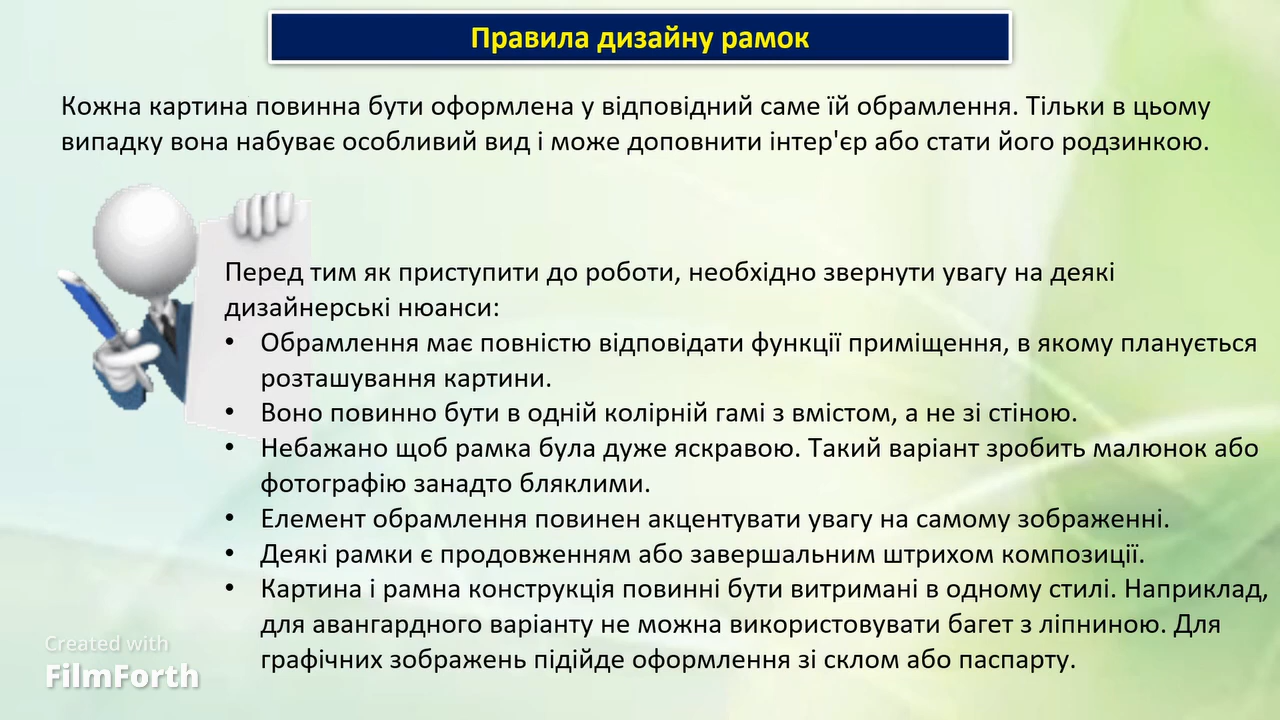 Правила дизайну рамок
Кожна картина повинна бути оформлена у відповідний саме їй обрамлення. Тільки в цьому
випадку вона набуває особливий вид і може доповнити інтер'єр або стати його родзинкою.
Перед тим як приступити до роботи, необхідно звернути увагу на деякі
дизайнерські нюанси:
• Обрамлення має повністю відповідати функції приміщення, в якому планується
розташування картини.
• Воно повинно бути в одній колірній гамі з вмістом, а не зі стіною.
• Небажано щоб рамка була дуже яскравою. Такий варіант зробить малюнок або
фотографію занадто бляклими.
• Елемент обрамлення повинен акцентувати увагу на самому зображенні.
• Деякі рамки є продовженням або завершальним штрихом композиції.
• Картина і рамна конструкція повинні бути витримані в одному стилі. Наприклад,
для авангардного варіанту не можна використовувати багет з ліпниною. Для
графічних зображень підійде оформлення зі склом або паспарту.
Created with
FilmForth